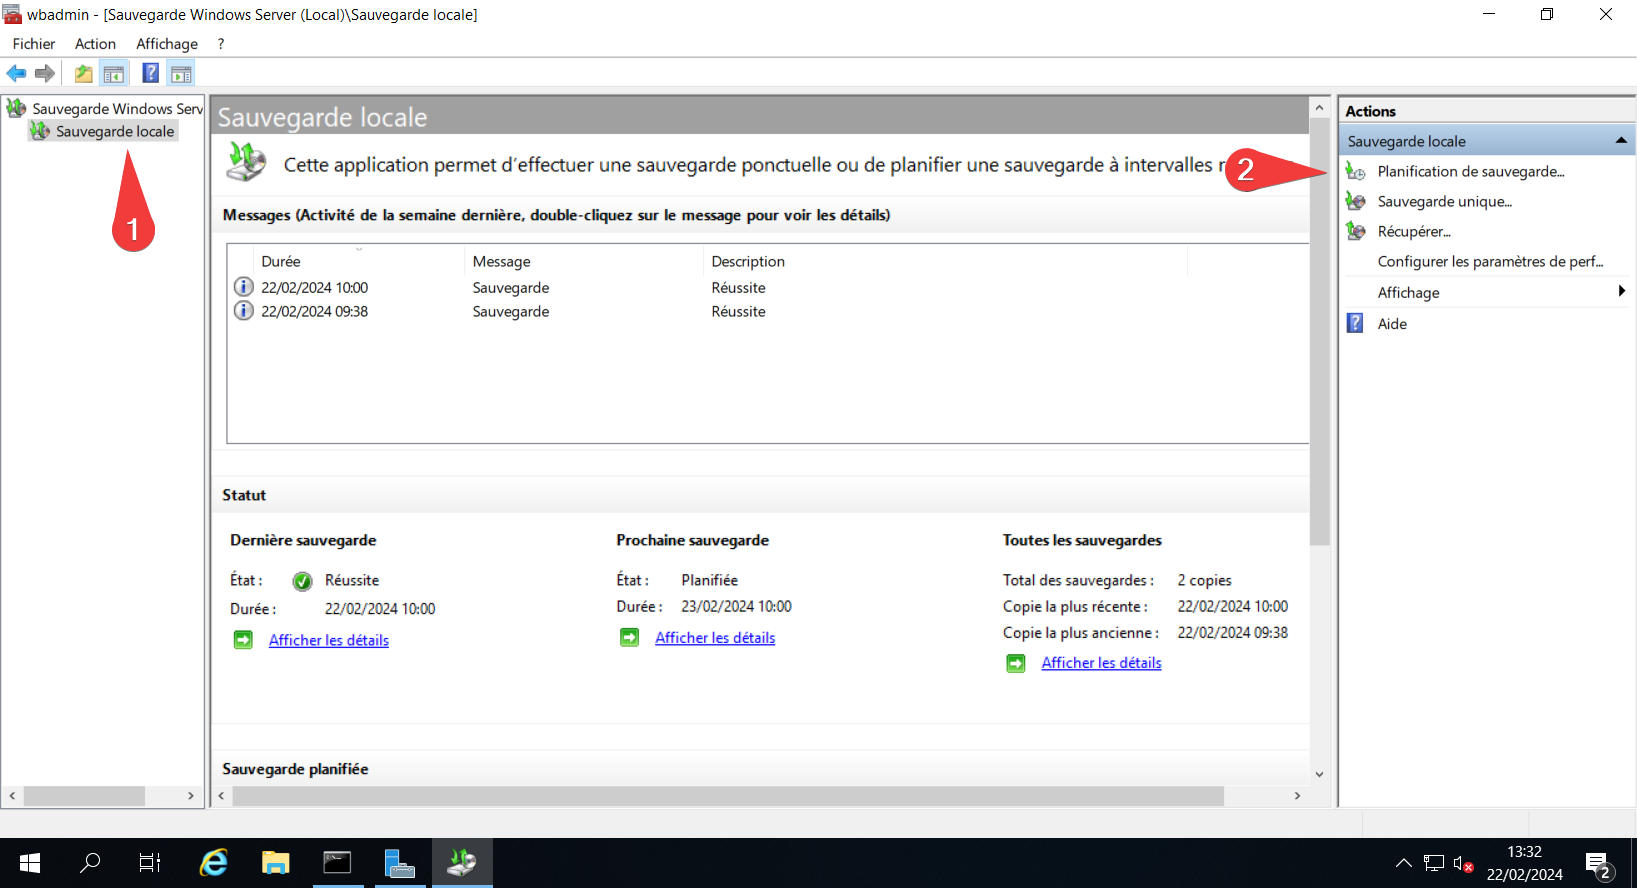 wbadmin - [Sauvegarde Windows Server (Local)\Sauvegarde locale]
Fichier Action Affichage ?
Sauvegarde Windows Serv
Sauvegarde locale
1
Sauvegarde locale
Cette application permet d'effectuer une sauvegarde ponctuelle ou de planifier une sauvegarde à intervalles
2
Messages (Activité de la semaine dernière, double-cliquez sur le message pour voir les détails)
Durée Message Description
22/02/2024 10:00 Sauvegarde Réussite
22/02/2024 09:38 Sauvegarde Réussite
Statut
Dernière sauvegarde
État : Réussite
Durée : 22/02/2024 10:00
Afficher les détails
Prochaine sauvegarde
État : Planifiée
Durée : 23/02/2024 10:00
Afficher les détails
Toutes les sauvegardes
Total des sauvegardes : 2 copies
Copie la plus récente : 22/02/2024 10:00
Copie la plus ancienne : 22/02/2024 09:38
Afficher les détails
Sauvegarde planifiée
Actions
Sauvegarde locale
Planification de sauvegarde...
Sauvegarde unique...
Récupérer...
Configurer les paramètres de perf...
Affichage
Aide
13:32
22/02/2024
2